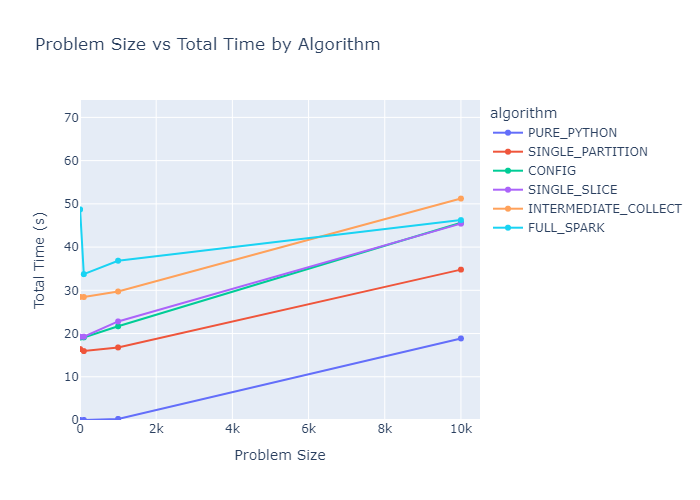 Problem Size vs Total Time by Algorithm
algorithm
PURE_PYTHON
SINGLE_PARTITION
CONFIG
SINGLE_SLICE
INTERMEDIATE_COLLECT
FULL_SPARK
Total Time (s)
70
60
50
40
30
20
10
0
0 2k 4k 6k 8k 10k
Problem Size